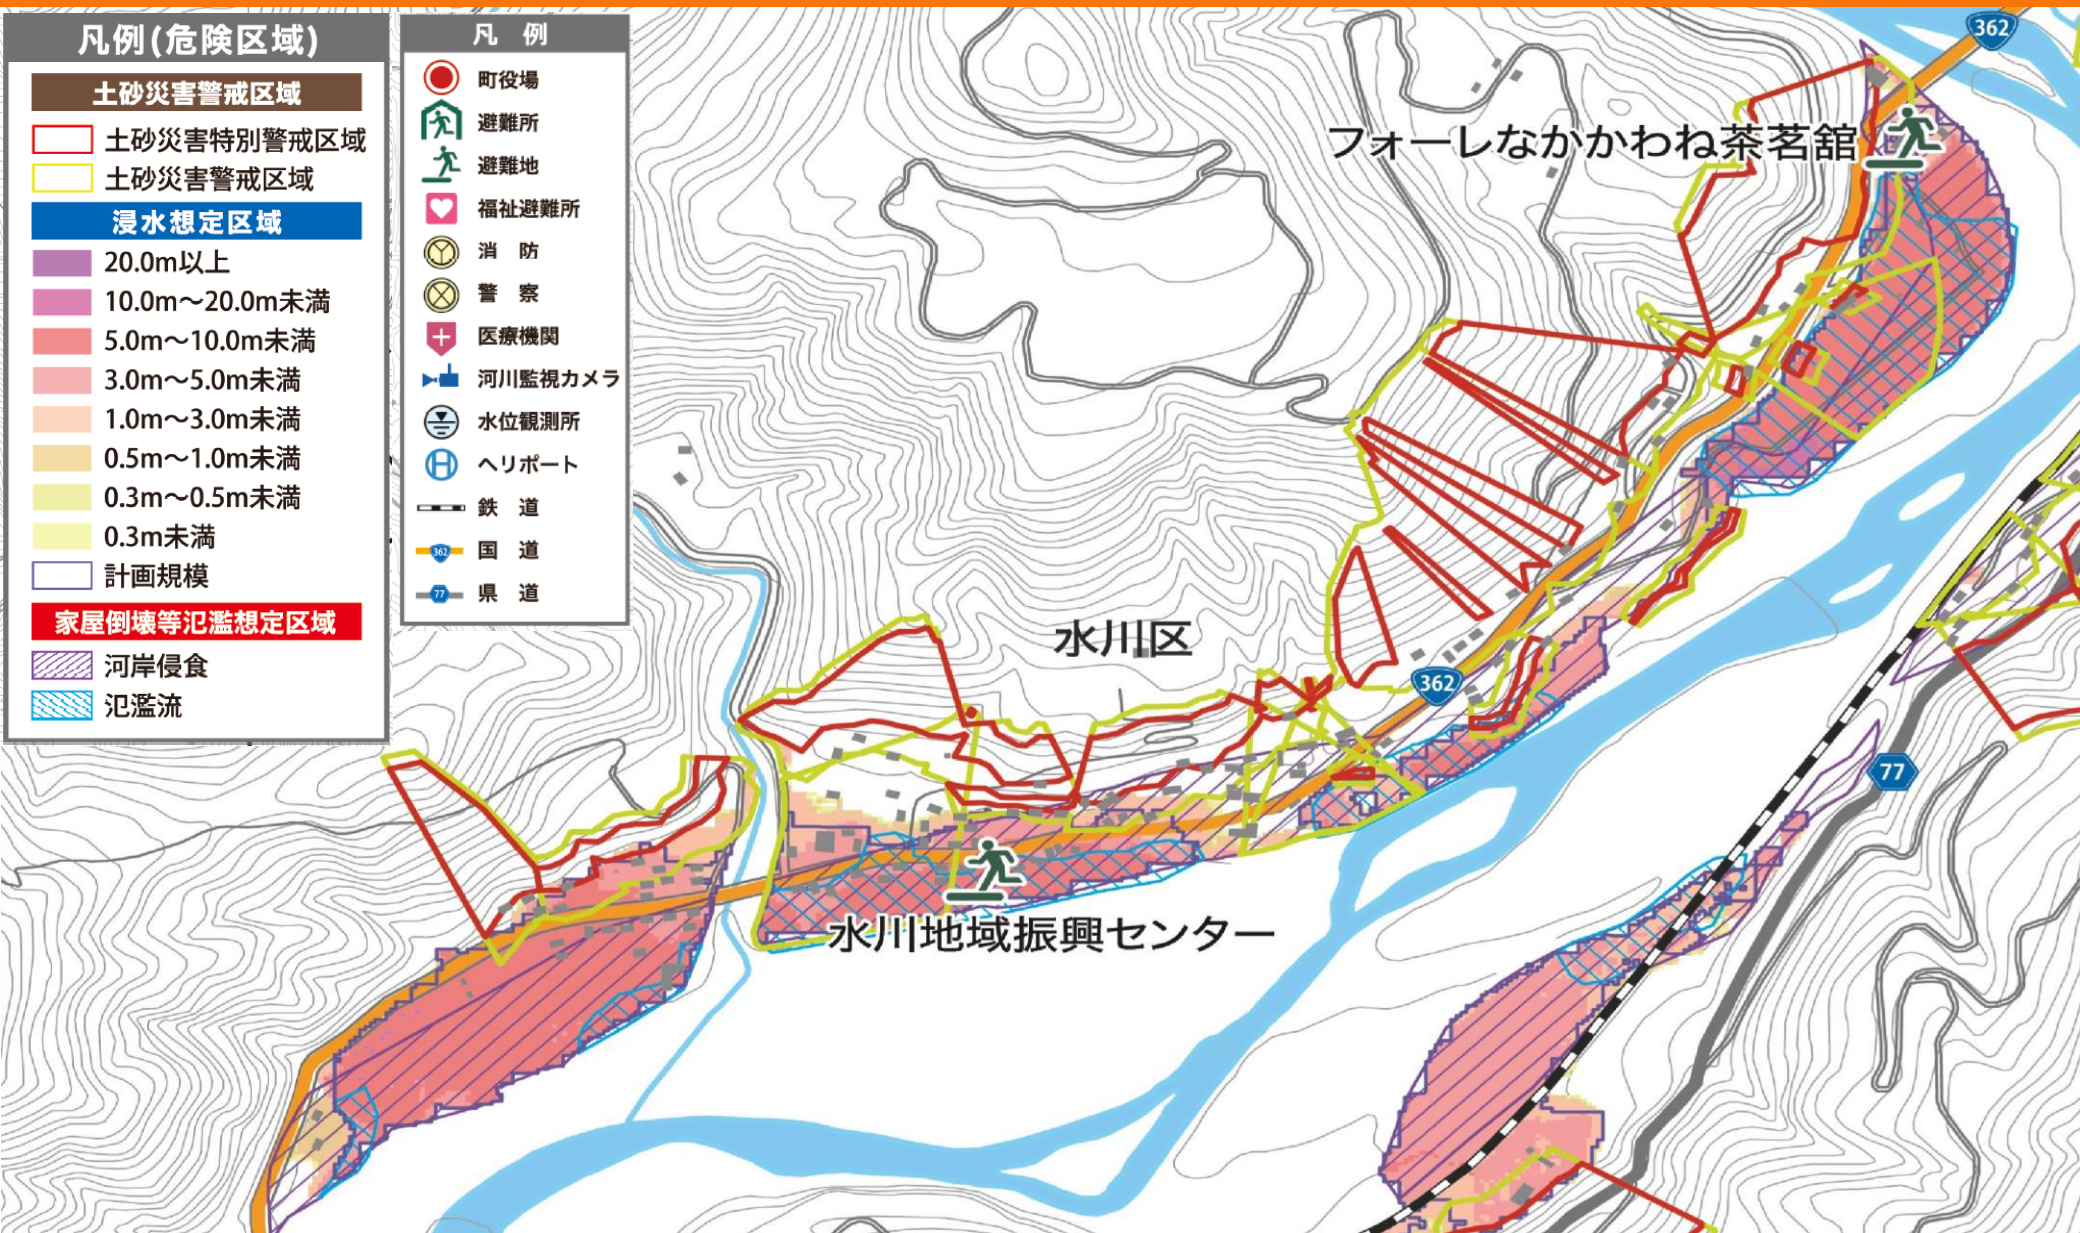 凡例(危険区域)
土砂災害警戒区域
土砂災害特別警戒区域
土砂災害警戒区域
浸水想定区域
20.0m以上
10.0m〜20.0m未満
5.0m〜10.0m未満
3.0m〜5.0m未満
1.0m〜3.0m未満
0.5m〜1.0m未満
0.3m〜0.5m未満
0.3m未満
計画規模
家屋倒壊等氾濫想定区域
河岸侵食
氾濫流
凡 例
町役場
避難所
避難地
福祉避難所
消 防
警 察
医療機関
河川監視カメラ
水位観測所
ヘリポート
鉄 道
362 国 道
77 県 道
362
フォーレなかかわね茶茗舘
水川区
362
77
水川地域振興センター